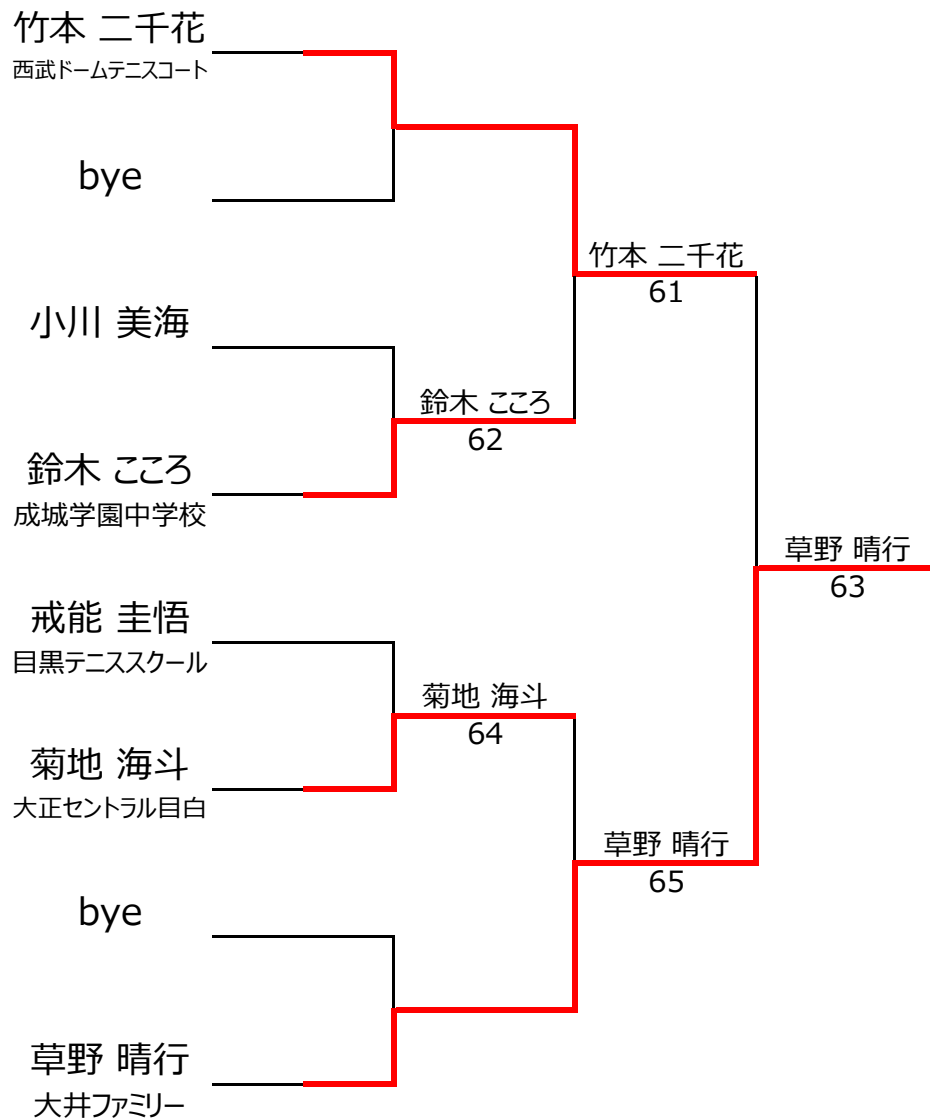 竹本 二千花
西武ドームテニスコート
bye
小川 美海
鈴木 こころ
成城学園中学校
戒能 圭悟
目黒テニススクール
菊地 海斗
大正セントラル目白
bye
草野 晴行
大井ファミリー
鈴木 こころ
62
菊地 海斗
64
竹本 二千花
61
草野 晴行
65
草野 晴行
63